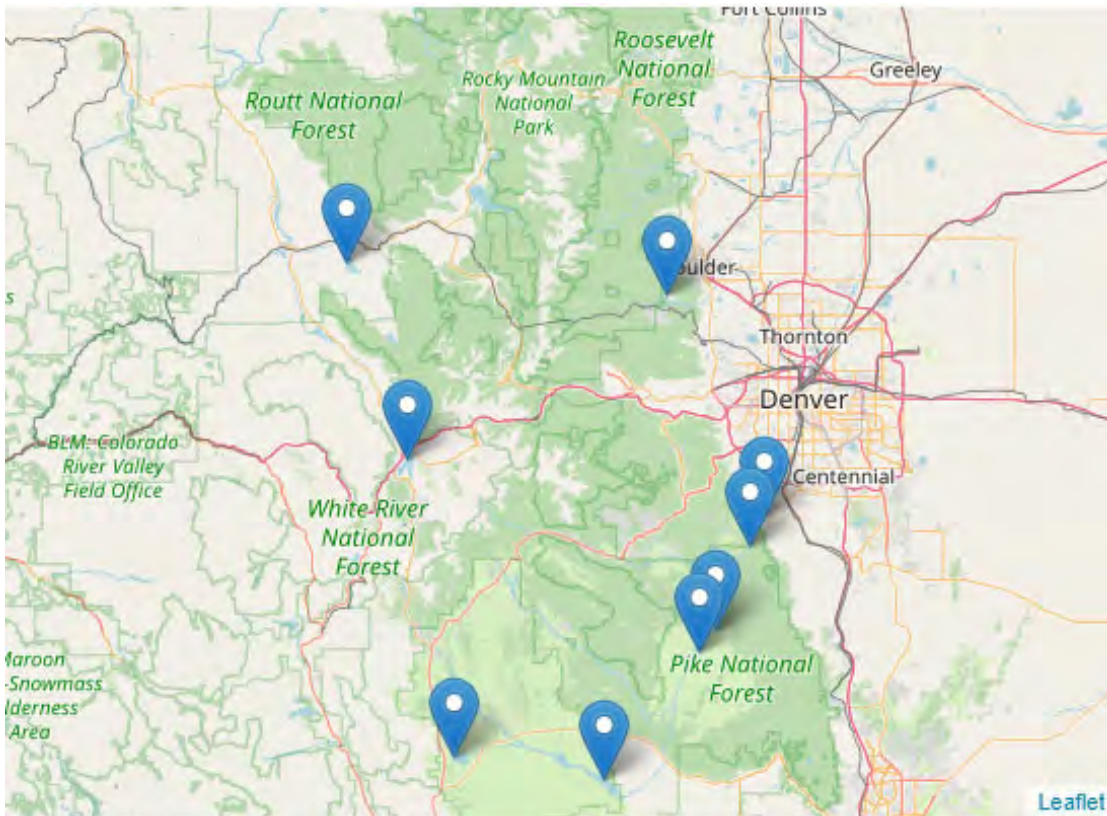 Fort Collins
Roosevelt
National
Forest
Greeley
Rocky Mountain
National
Park
Routt National
Forest
oulder
Thornton
Denver
BLM: Colorado
River Valley
Field Office
Centennial
White River
National
Forest
Maroon
-Snowmass
ilderness
Area
Pike National
Forest
Leaflet